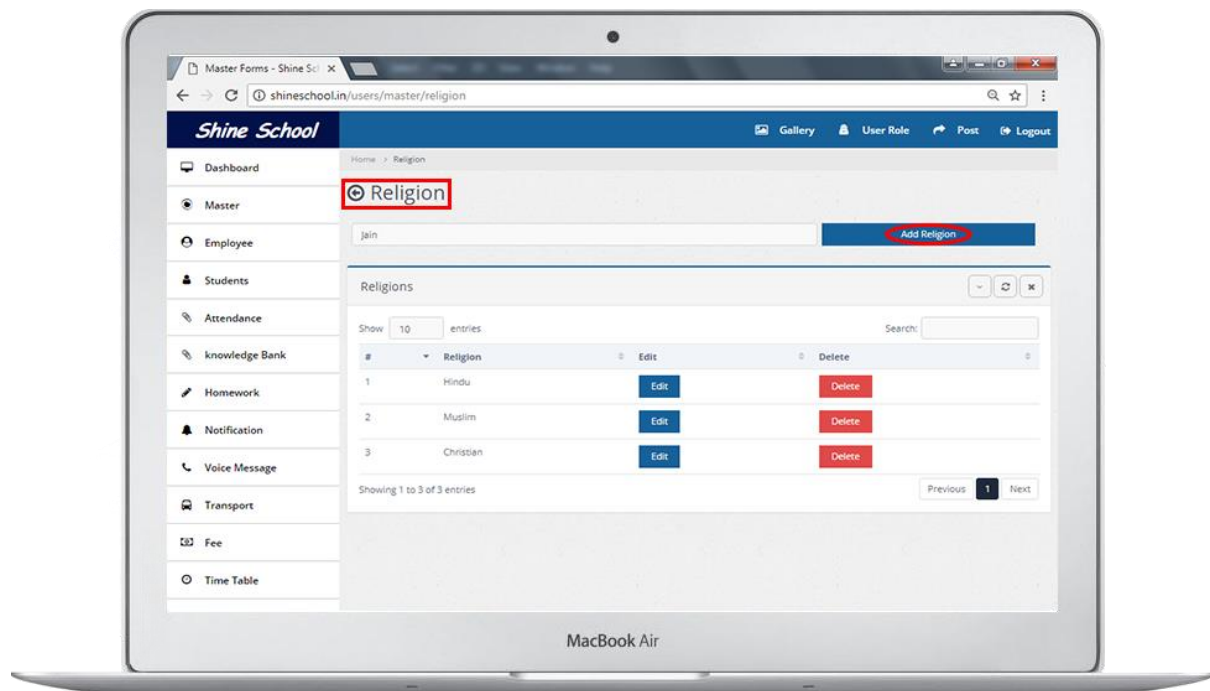 Master Forms - Shine Sc
shineschool.in/users/master/religion
Shine School
Gallery User Role Post Logout
Dashboard
Master
Employee
Students
Attendance
knowledge Bank
Homework
Notification
Voice Message
Transport
Fee
Time Table
Home > Religion
Religion
Jain Add Religion
Religions
Show 10 entries Search:
# Religion Edit Delete
1 Hindu Edit Delete
2 Muslim Edit Delete
3 Christian Edit Delete
Showing 1 to 3 of 3 entries Previous 1 Next
MacBook Air